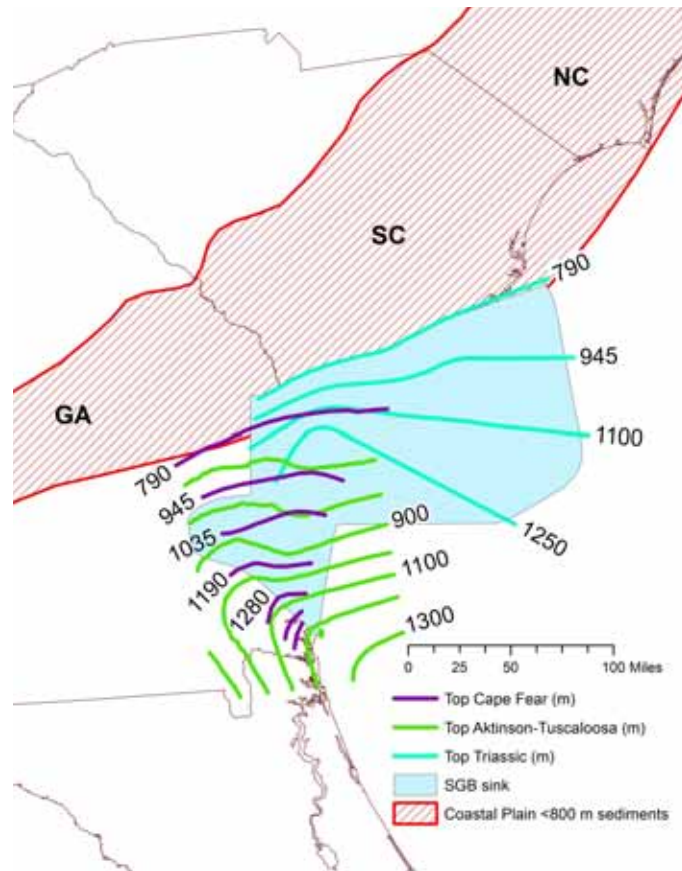 NC
SC
790
945
GA
1100
790
945
900
1250
1035
1100
1190
1280
1300
0 25 50 100 Miles
Top Cape Fear (m)
Top Aktinson-Tuscaloosa (m)
Top Triassic (m)
SGB sink
Coastal Plain <800 m sediments